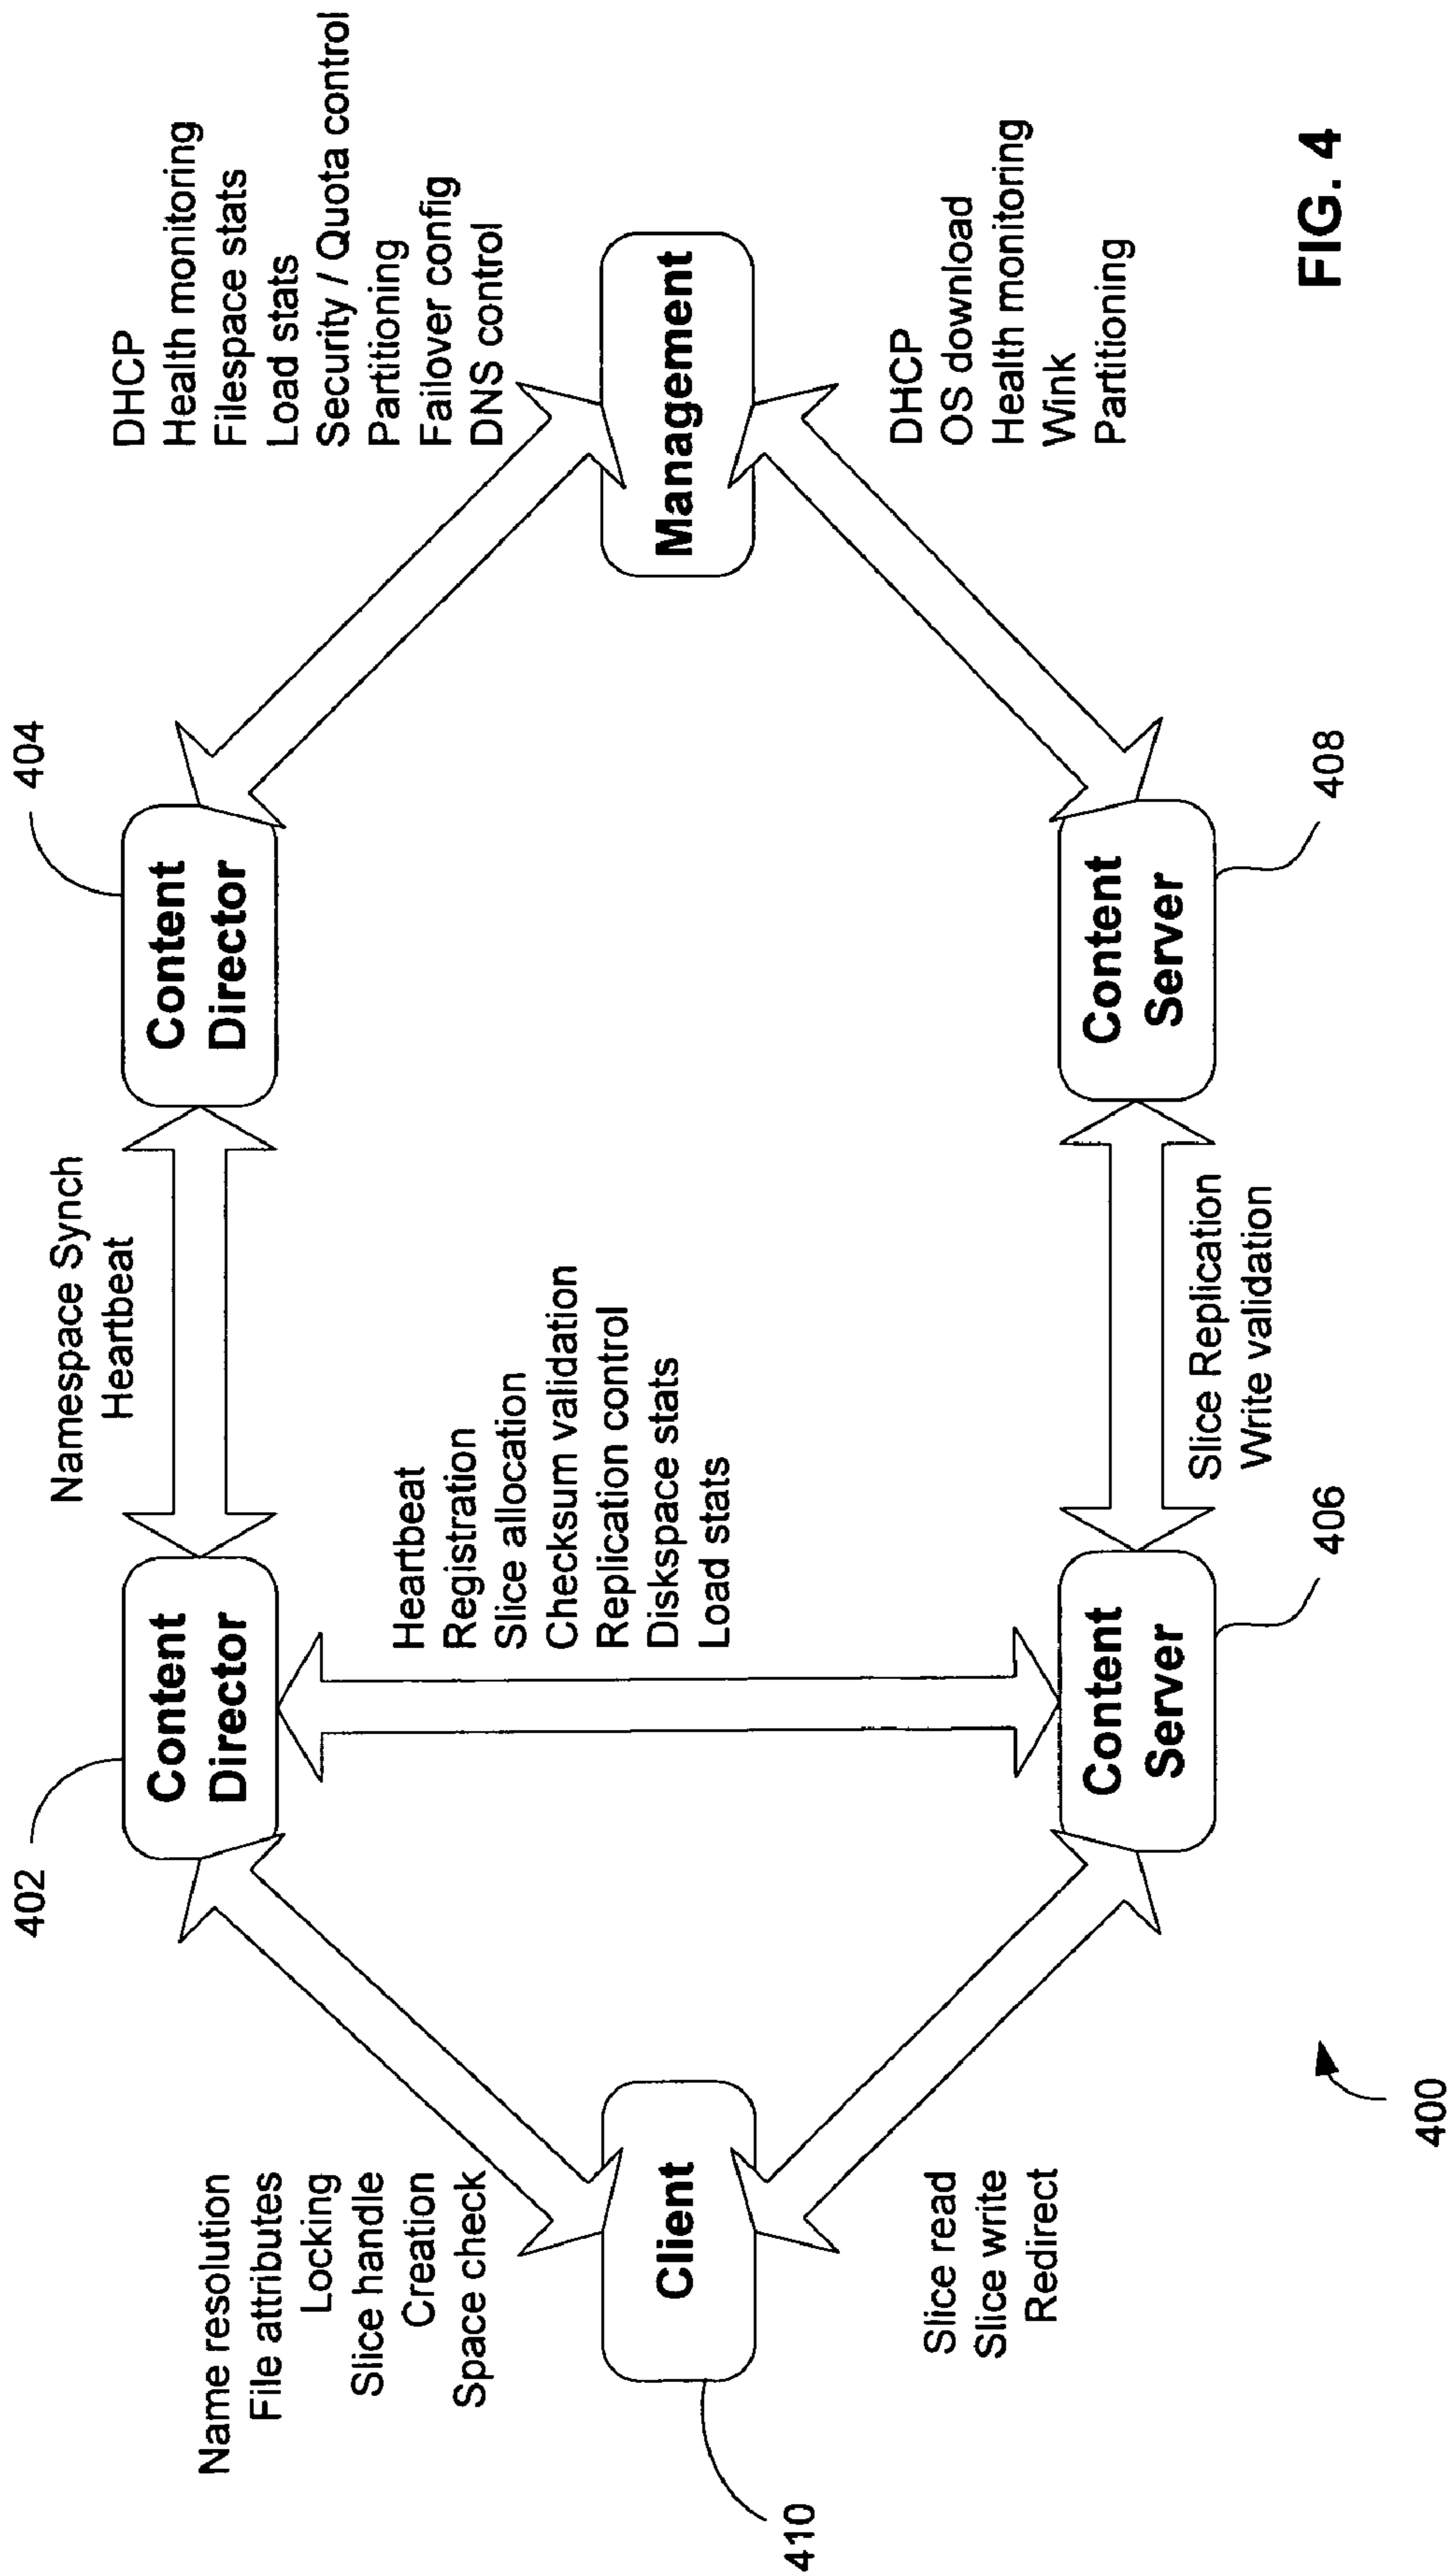 404
402
Namespace Synch
Heartbeat
DHCP
Health monitoring
Filespace stats
Load stats
Security / Quota control
Partitioning
Failover config
DNS control
Content
Director
Content
Director
Name resolution
File attributes
Locking
Slice handle
Creation
Space check
Heartbeat
Registration
Slice allocation
Checksum validation
Replication control
Diskspace stats
Load stats
Client
Management
410
Slice read
Slice write
Redirect
DHCP
OS download
Health monitoring
Wink
Partitioning
Content
Server
Content
Server
Slice Replication
Write validation
406
408
400
FIG. 4